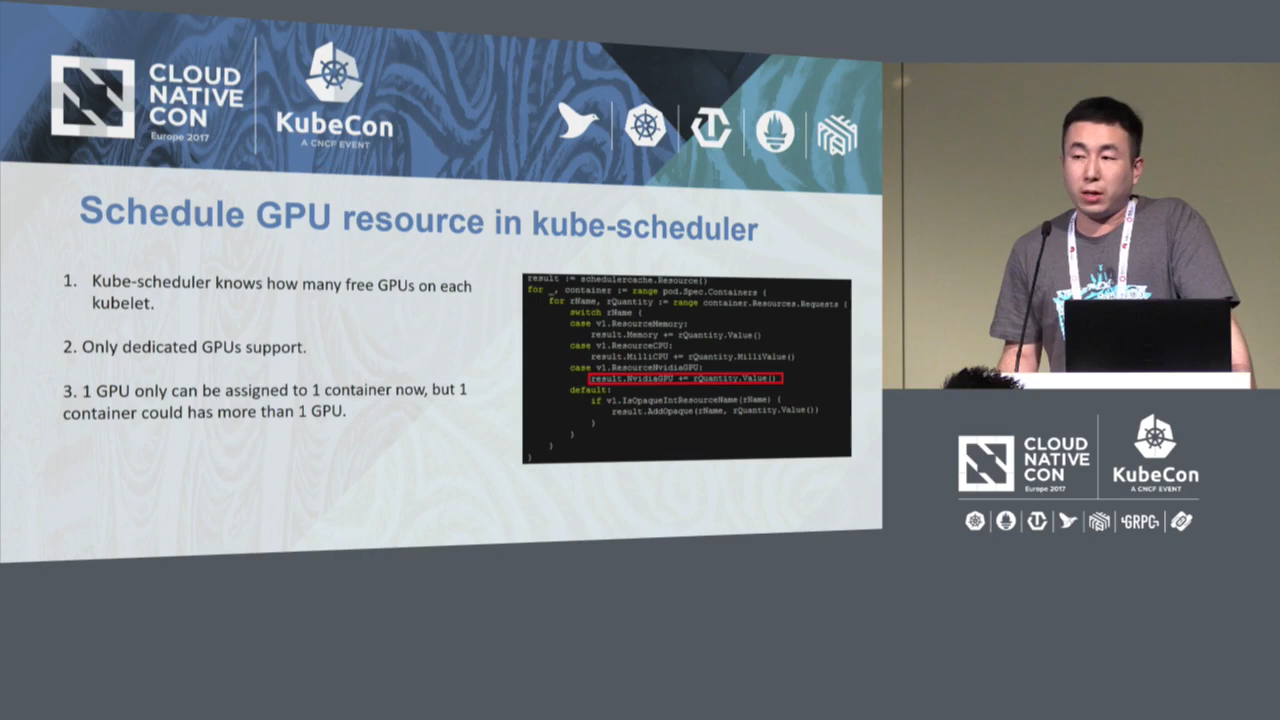 CLOUD
NATIVE
CON
Europe 2017
KubeCon
A CNCF EVENT
Schedule GPU resource in kube-scheduler
1. Kube-scheduler knows how many free GPUs on each
kubelet.
2. Only dedicated GPUs support.
3. 1 GPU only can be assigned to 1 container now, but 1
container could has more than 1 GPU.
result := schedulercache.Resource{}
for _, container := range pod.Spec.Containers {
for rName, rQuantity := range container.Resources.Requests {
switch rName {
case v1.ResourceMemory:
result.Memory += rQuantity.Value()
case v1.ResourceCPU:
result.MilliCPU += rQuantity.MilliValue()
case v1.ResourceNvidiaGPU:
result.NvidiaGPU += rQuantity.Value()
default:
if v1.IsOpaqueIntResourceName(rName) {
result.AddOpaque(rName, rQuantity.Value())
}
}
}
}
CLOUD
NATIVE
CON
Europe 2017
KubeCon
A CNCF EVENT
GRPC